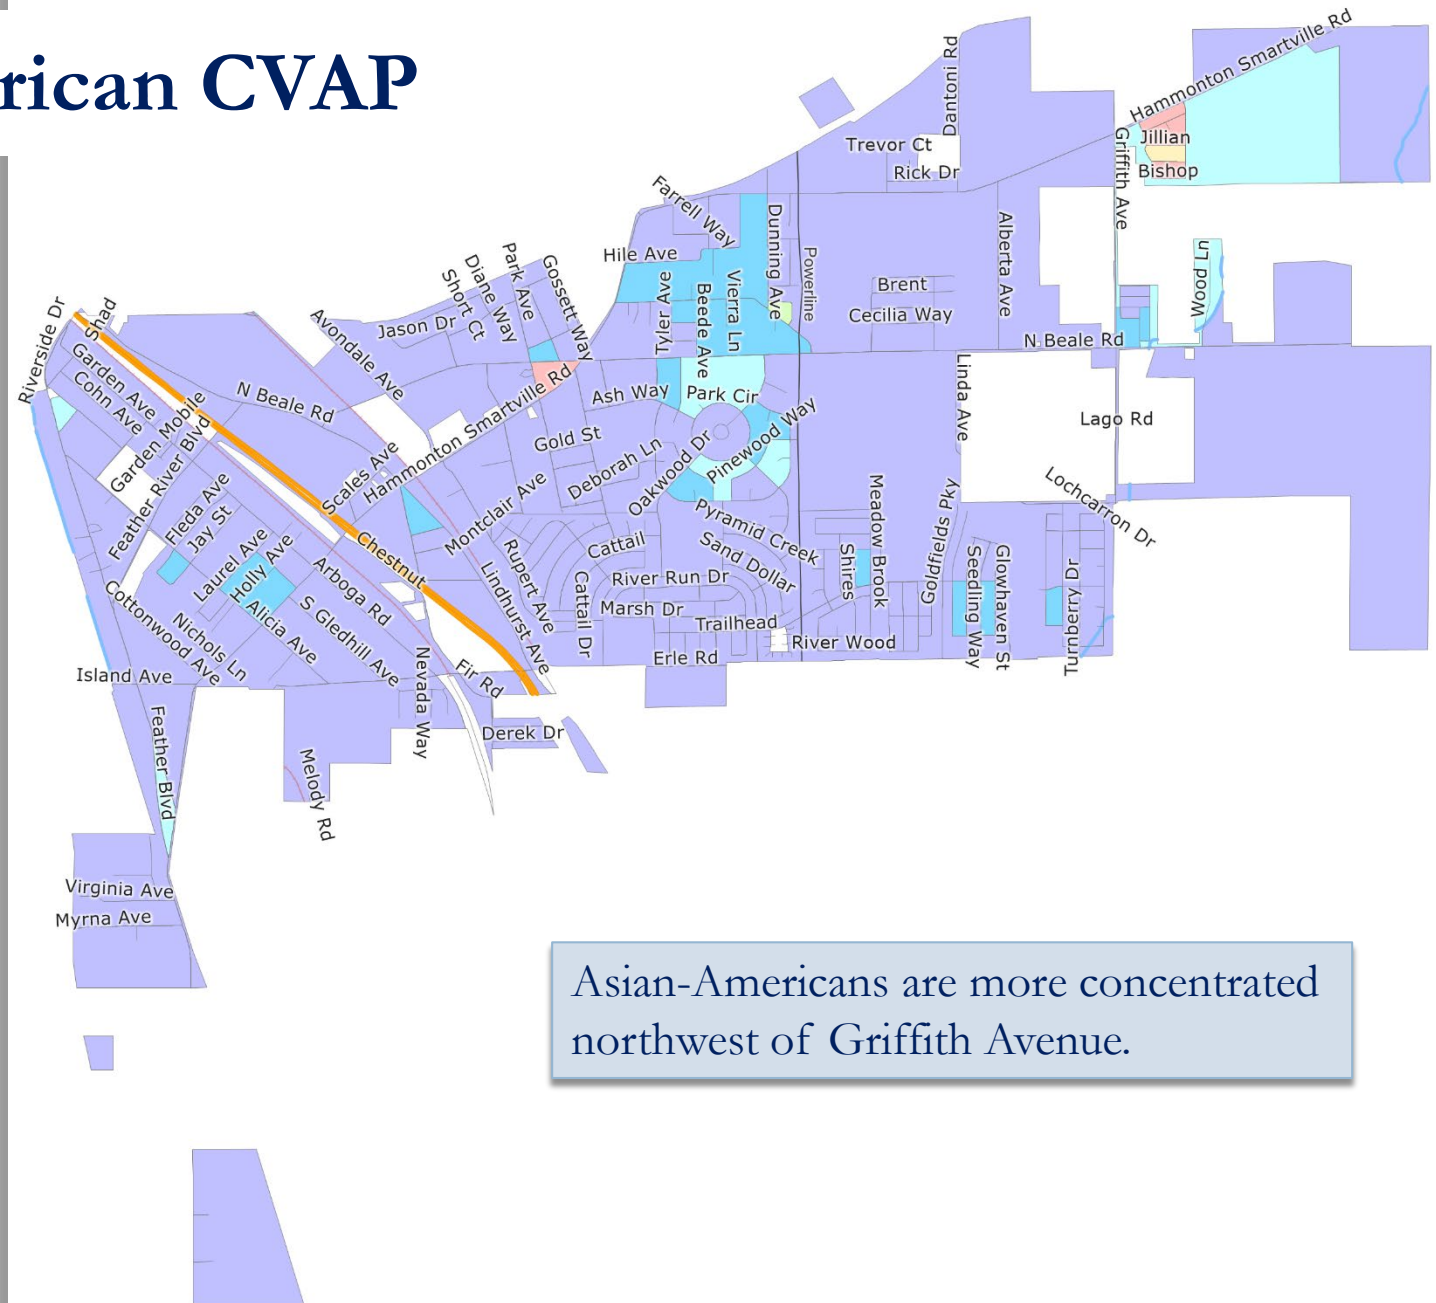 rican CVAP
Hammonton Smartville Rd
Dantoni Rd
Trevor Ct
Rick Dr
Griffith Ave
Jillian
Bishop
Farrell Way
Dunning Ave
Powerline
Alberta Ave
Hile Ave
Tyler Ave
Beede Ave
Vierra Ln
Brent
Cecilia Way
Wood Ln
Loop
N Beale Rd
Park Ave
Diane Way
Short Ct
Gossett Way
Jason Dr
Avondale Ave
Riverside Dr
Shad
Garden Ave
Cohn Ave
N Beale Rd
Garden Mobile
Feather River Blvd
Scales Ave
Hammonton Smartville Rd
Ash Way
Park Cir
Gold St
Deborah Ln
Oakwood Dr
Pinewood Way
Linda Ave
Lago Rd
Lochcarron Dr
Montclair Ave
Fleda Ave
Jay St
Laurel Ave
Holly Ave
E Alicia Ave
Chestnut
Arboga Rd
S Gledhill Ave
Cottonwood Ave
Nichols Ln
Rupert Ave
Lindhurst Ave
Cattail
Cattail Dr
River Run Dr
Marsh Dr
Trailhead
Pyramid Creek
Sand Dollar
Shires
Meadow Brook
Goldfields Pky
Seedling Way
Glowhaven St
Turnberry Dr
River Wood
Erle Rd
Island Ave
Nevada Way
Fir Rd
Derek Dr
Feather Blvd
Melody Rd
Virginia Ave
Myrna Ave
Asian-Americans are more concentrated
northwest of Griffith Avenue.